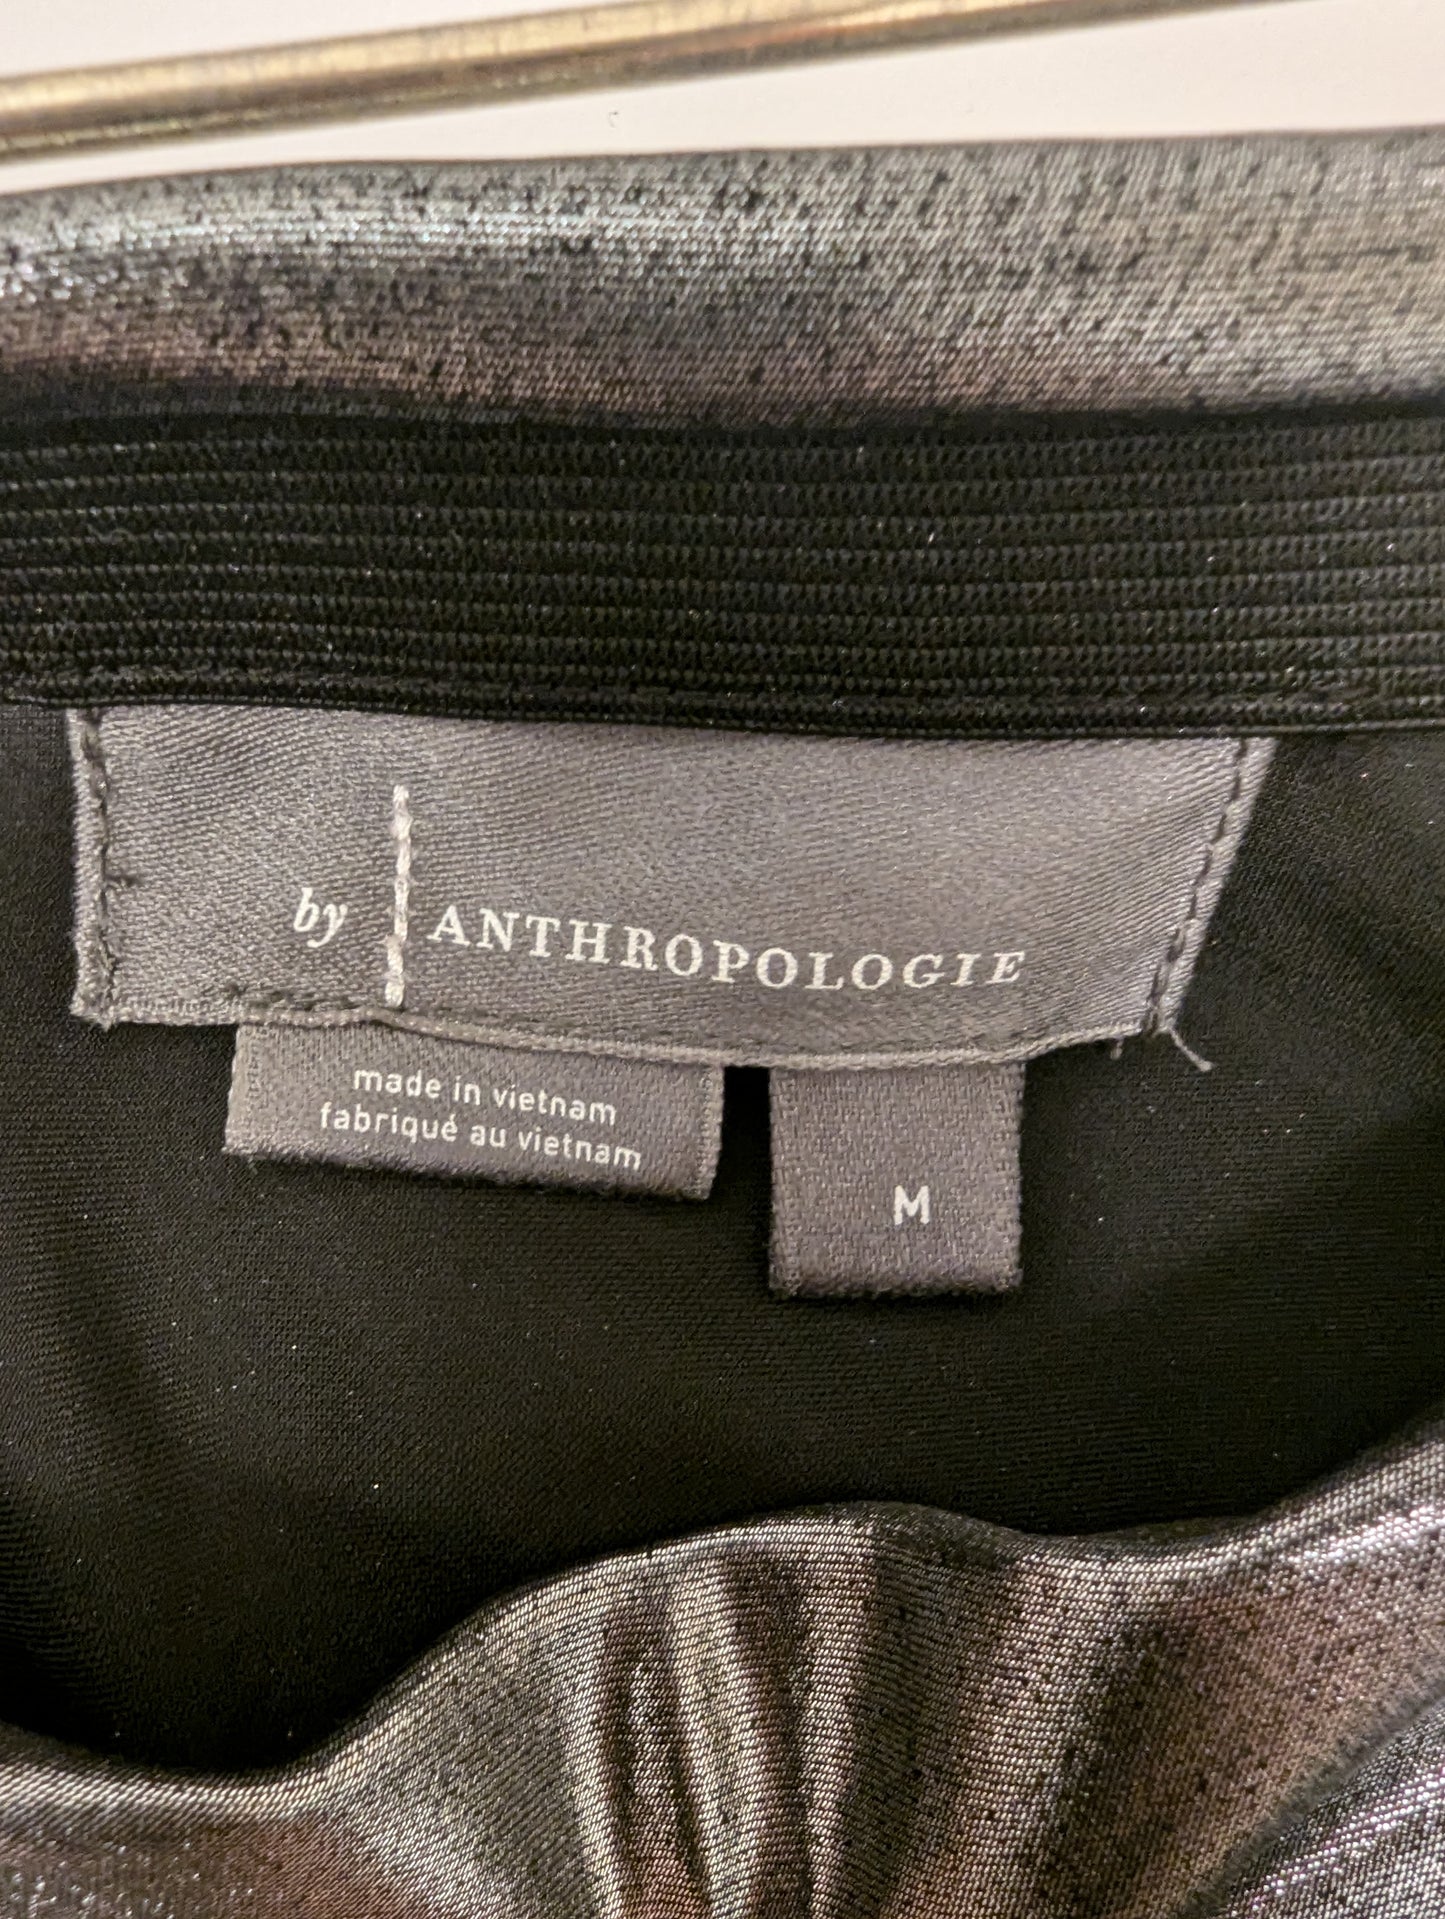 by ANTHROPOLOGIE
made in vietnam
fabriqué au vietnam
M